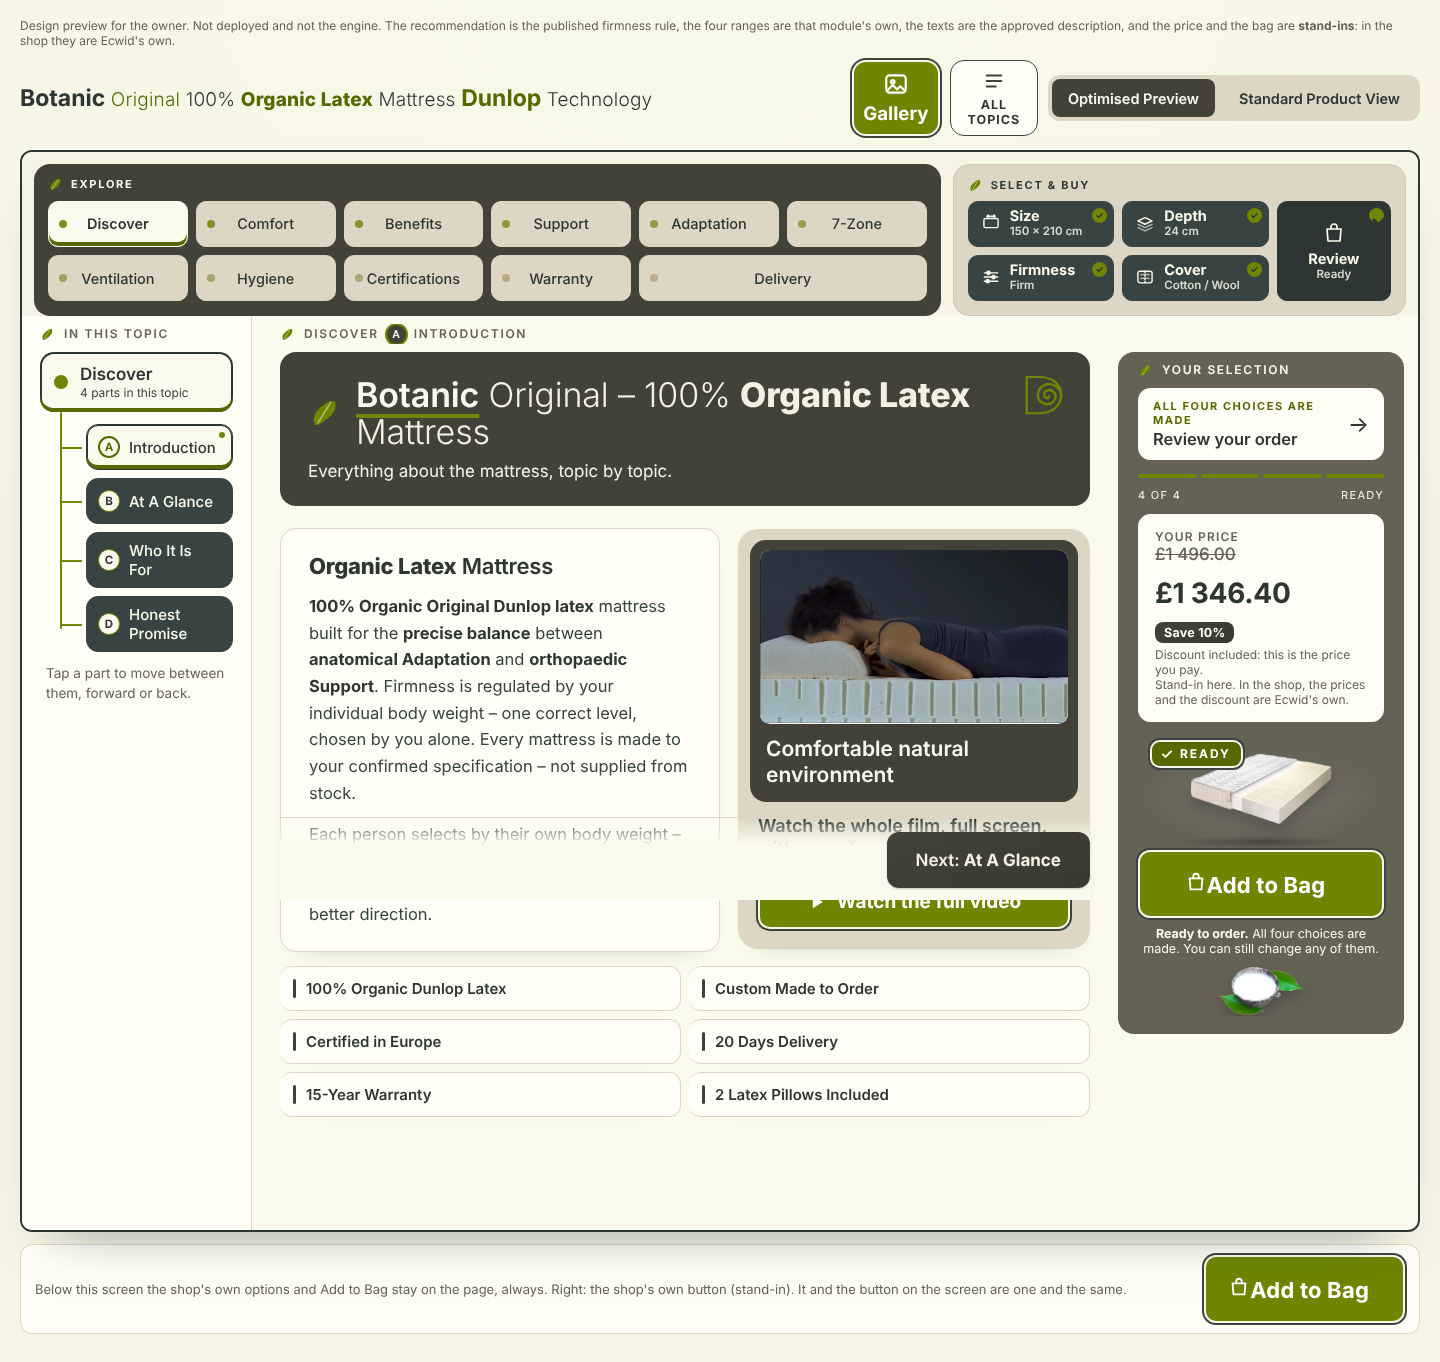 Design preview for the owner. Not deployed and not the engine. The recommendation is the published firmness rule, the four ranges are that module's own, the texts are the approved description, and the price and the bag are stand-ins: in the
shop they are Ecwid's own.
Botanic Original 100% Organic Latex Mattress Dunlop Technology
Gallery
ALL
TOPICS
Optimised Preview
Standard Product View
EXPLORE
Discover
Comfort
Benefits
Support
Adaptation
7-Zone
Ventilation
Hygiene
Certifications
Warranty
Delivery
SELECT & BUY
Size
150 × 210 cm
Depth
24 cm
Firmness
Firm
Cover
Cotton / Wool
Review
Ready
IN THIS TOPIC
Discover
4 parts in this topic
A Introduction
B At A Glance
C Who It Is
For
D Honest
Promise
Tap a part to move between
them, forward or back.
DISCOVER A INTRODUCTION
Botanic Original – 100% Organic Latex
Mattress
Everything about the mattress, topic by topic.
Organic Latex Mattress
100% Organic Original Dunlop latex mattress
built for the precise balance between
anatomical Adaptation and orthopaedic
Support. Firmness is regulated by your
individual body weight – one correct level,
chosen by you alone. Every mattress is made to
your confirmed specification – not supplied from
stock.
Each person selects by their own body weight –
better direction.
Comfortable natural
environment
Watch the whole film, full screen,
Next: At A Glance
Watch the full video
100% Organic Dunlop Latex
Custom Made to Order
Certified in Europe
20 Days Delivery
15-Year Warranty
2 Latex Pillows Included
YOUR SELECTION
ALL FOUR CHOICES ARE
MADE
Review your order
4 OF 4
READY
YOUR PRICE
£1 496.00
£1 346.40
Save 10%
Discount included: this is the price
you pay.
Stand-in here. In the shop, the prices
and the discount are Ecwid's own.
READY
Add to Bag
Ready to order. All four choices are
made. You can still change any of them.
Below this screen the shop's own options and Add to Bag stay on the page, always. Right: the shop's own button (stand-in). It and the button on the screen are one and the same.
Add to Bag